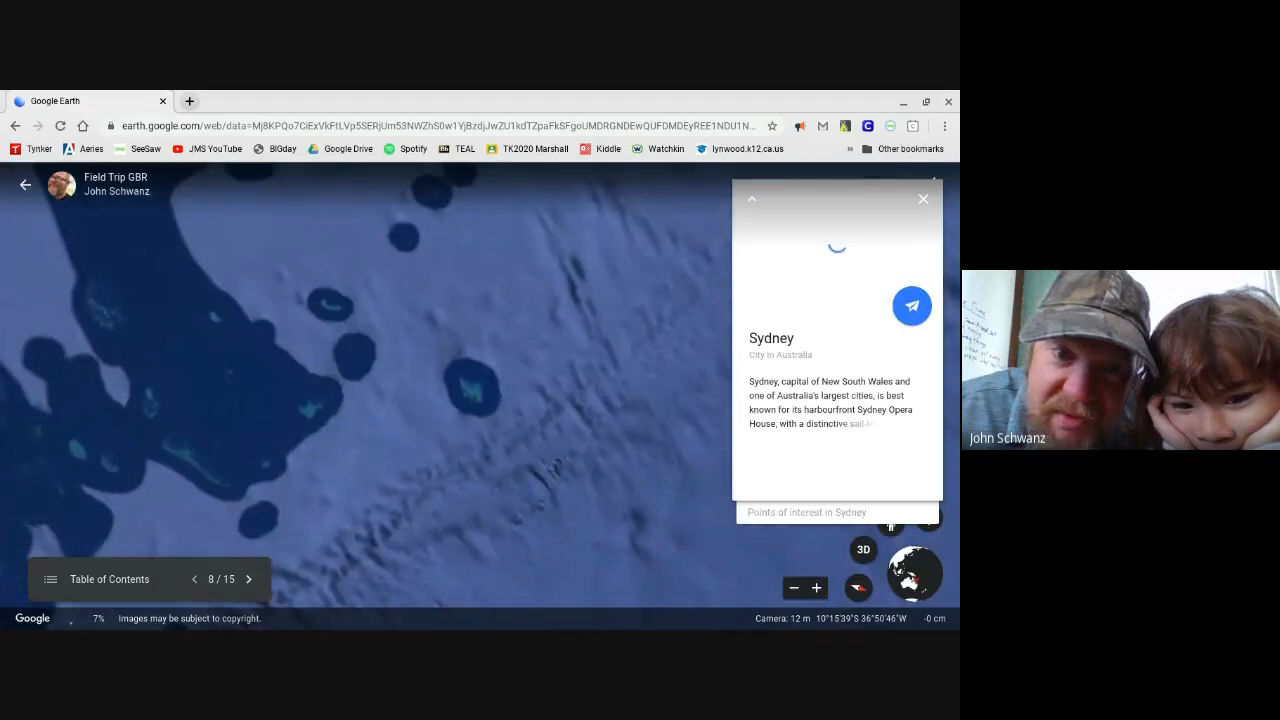 Google Earth
earth.google.com/web/data=Mj8KPQo7CiExVkFtLVp5SERjUm53NWZhS0w1YjBzdjJwZU1kdTZpaFkSFgoUMDRGNDEwQUFDMDEyREE1NDU1N...
Tynker Aeries SeeSaw JMS YouTube BIGday Google Drive Spotify TEAL TK2020 Marshall Kiddle Watchkin lynwood.k12.ca.us » Other bookmarks
Field Trip GBR
John Schwanz
Sydney
City in Australia
Sydney, capital of New South Wales and
one of Australia's largest cities, is best
known for its harbourfront Sydney Opera
House, with a distinctive sail-li
Points of interest in Sydney
3D
Table of Contents 8 / 15
Google 7% Images may be subject to copyright. Camera: 12 m 10°15'39"S 36°50'46"W -0 cm
John Schwanz